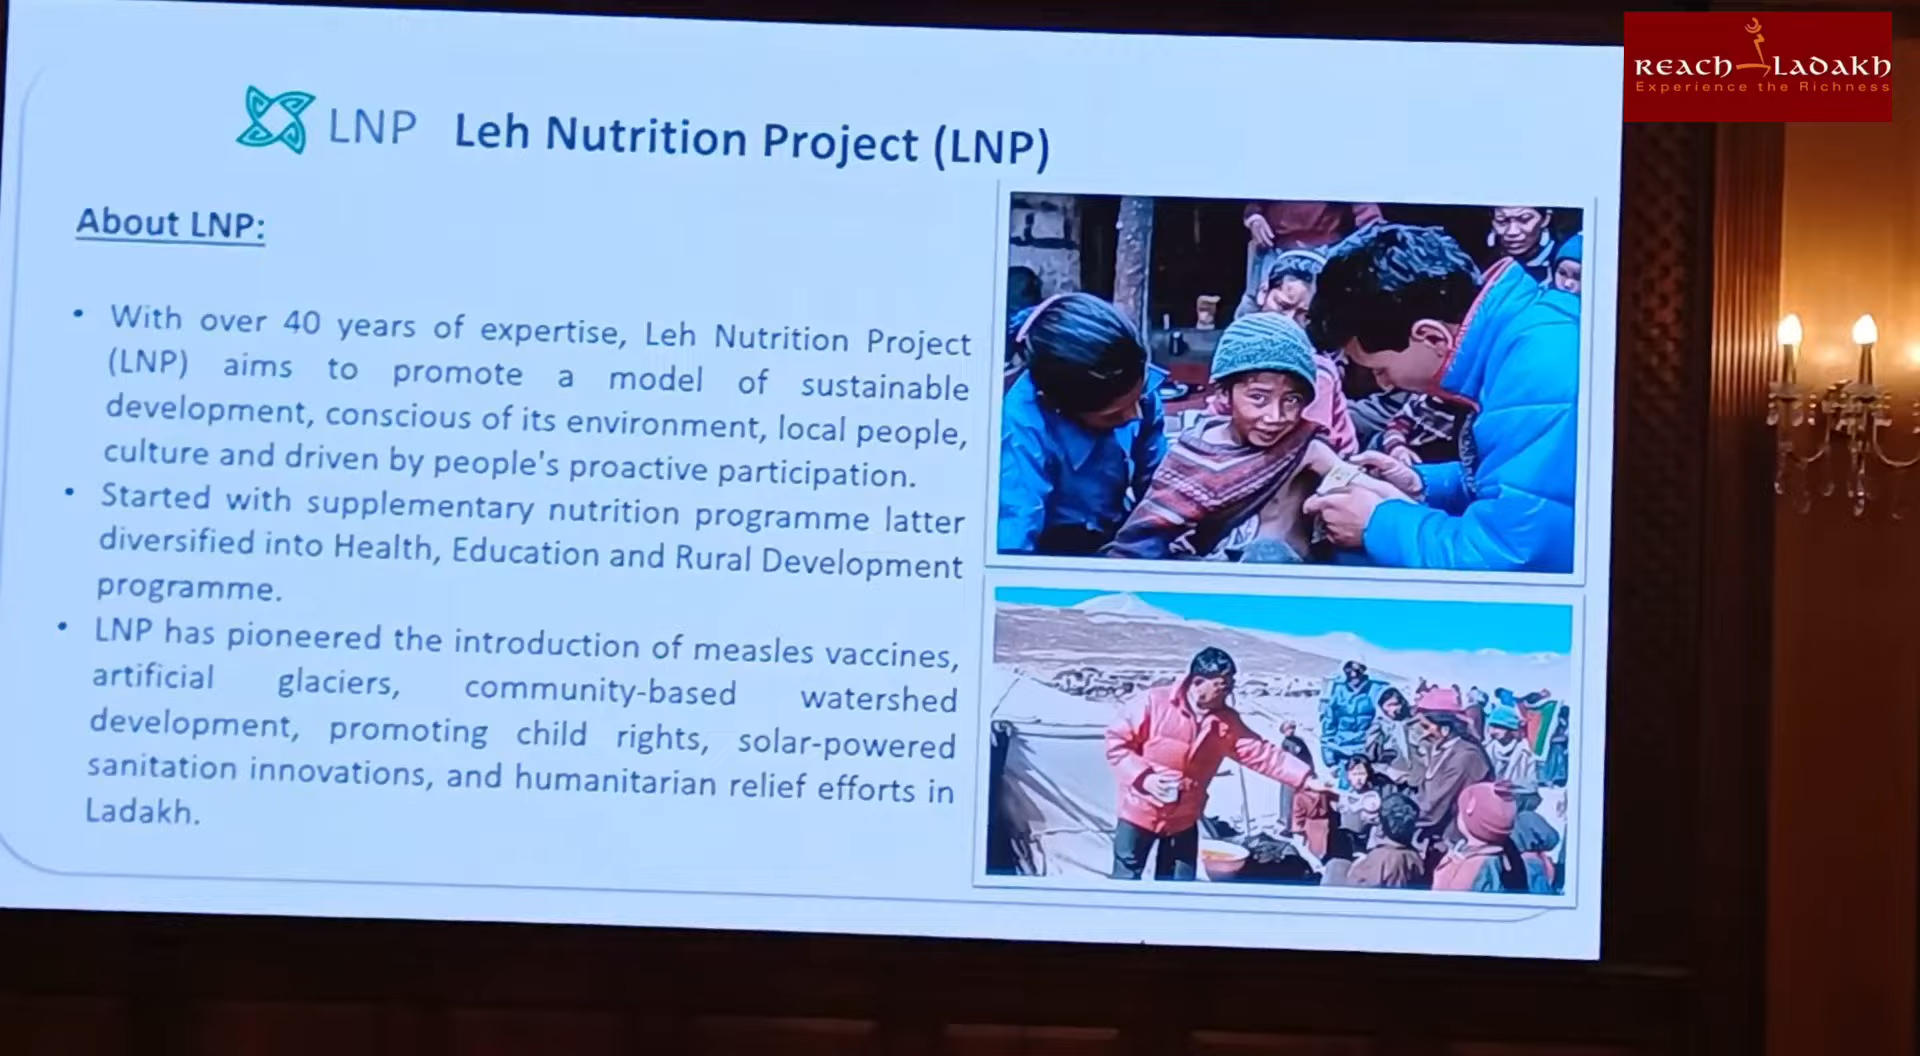 LNP Leh Nutrition Project (LNP)
About LNP:
• With over 40 years of expertise, Leh Nutrition Project
(LNP) aims to promote a model of sustainable
development, conscious of its environment, local people,
culture and driven by people's proactive participation.
• Started with supplementary nutrition programme latter
diversified into Health, Education and Rural Development
programme.
• LNP has pioneered the introduction of measles vaccines,
artificial glaciers, community-based watershed
development, promoting child rights, solar-powered
sanitation innovations, and humanitarian relief efforts in
Ladakh.
REACH LADAKH
Experience the Richness